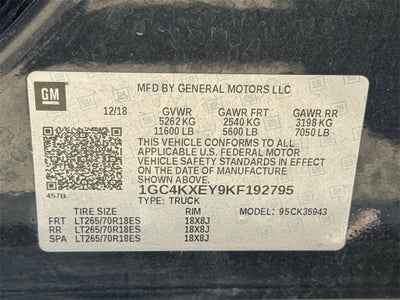 GM
MFD BY GENERAL MOTORS LLC
12/18 GVWR GAWR FRT GAWR RR
5262 KG 2540 KG 3198 KG
11600 LB 5600 LB 7050 LB
THIS VEHICLE CONFORMS TO ALL APPLICABLE
U.S. FEDERAL MOTOR VEHICLE SAFETY
STANDARDS IN EFFECT ON THE DATE OF
MANUFACTURE SHOWN ABOVE.
1GC4KXEY9KF192795
457B TYPE: TRUCK
TIRE SIZE RIM 95CK35943
FRT LT265/70R18ES 18X8J
RR LT265/70R18ES 18X8J
SPA LT265/70R18ES 18X8J